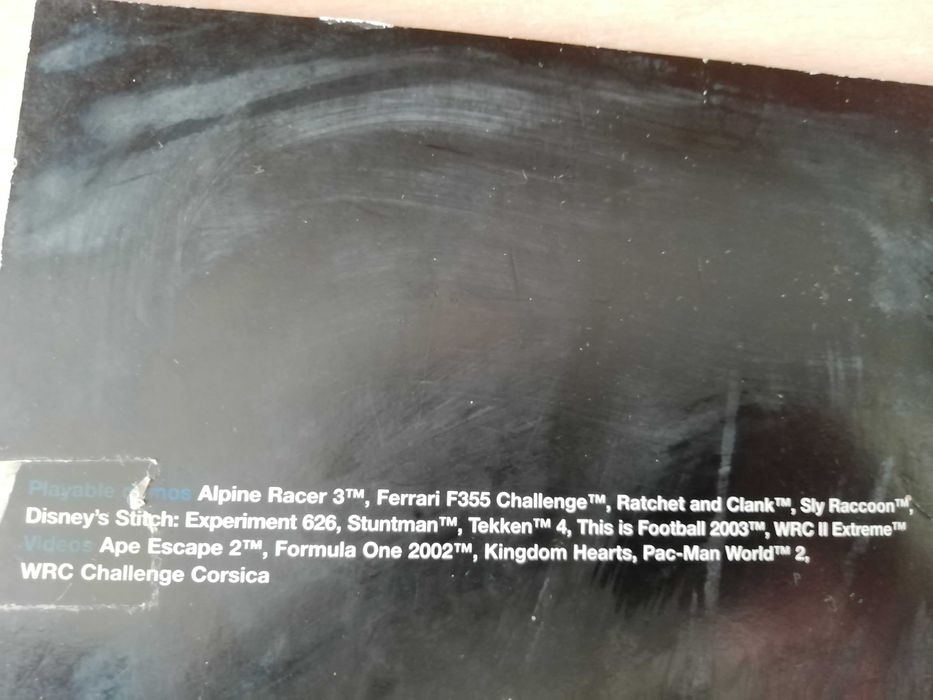 Playable demos Alpine Racer 3™, Ferrari F355 Challenge™, Ratchet and Clank™, Sly Raccoon™,
Disney's Stitch: Experiment 626, Stuntman™, Tekken™ 4, This is Football 2003™, WRC II Extreme™
Videos Ape Escape 2™, Formula One 2002™, Kingdom Hearts, Pac-Man World™ 2,
WRC Challenge Corsica